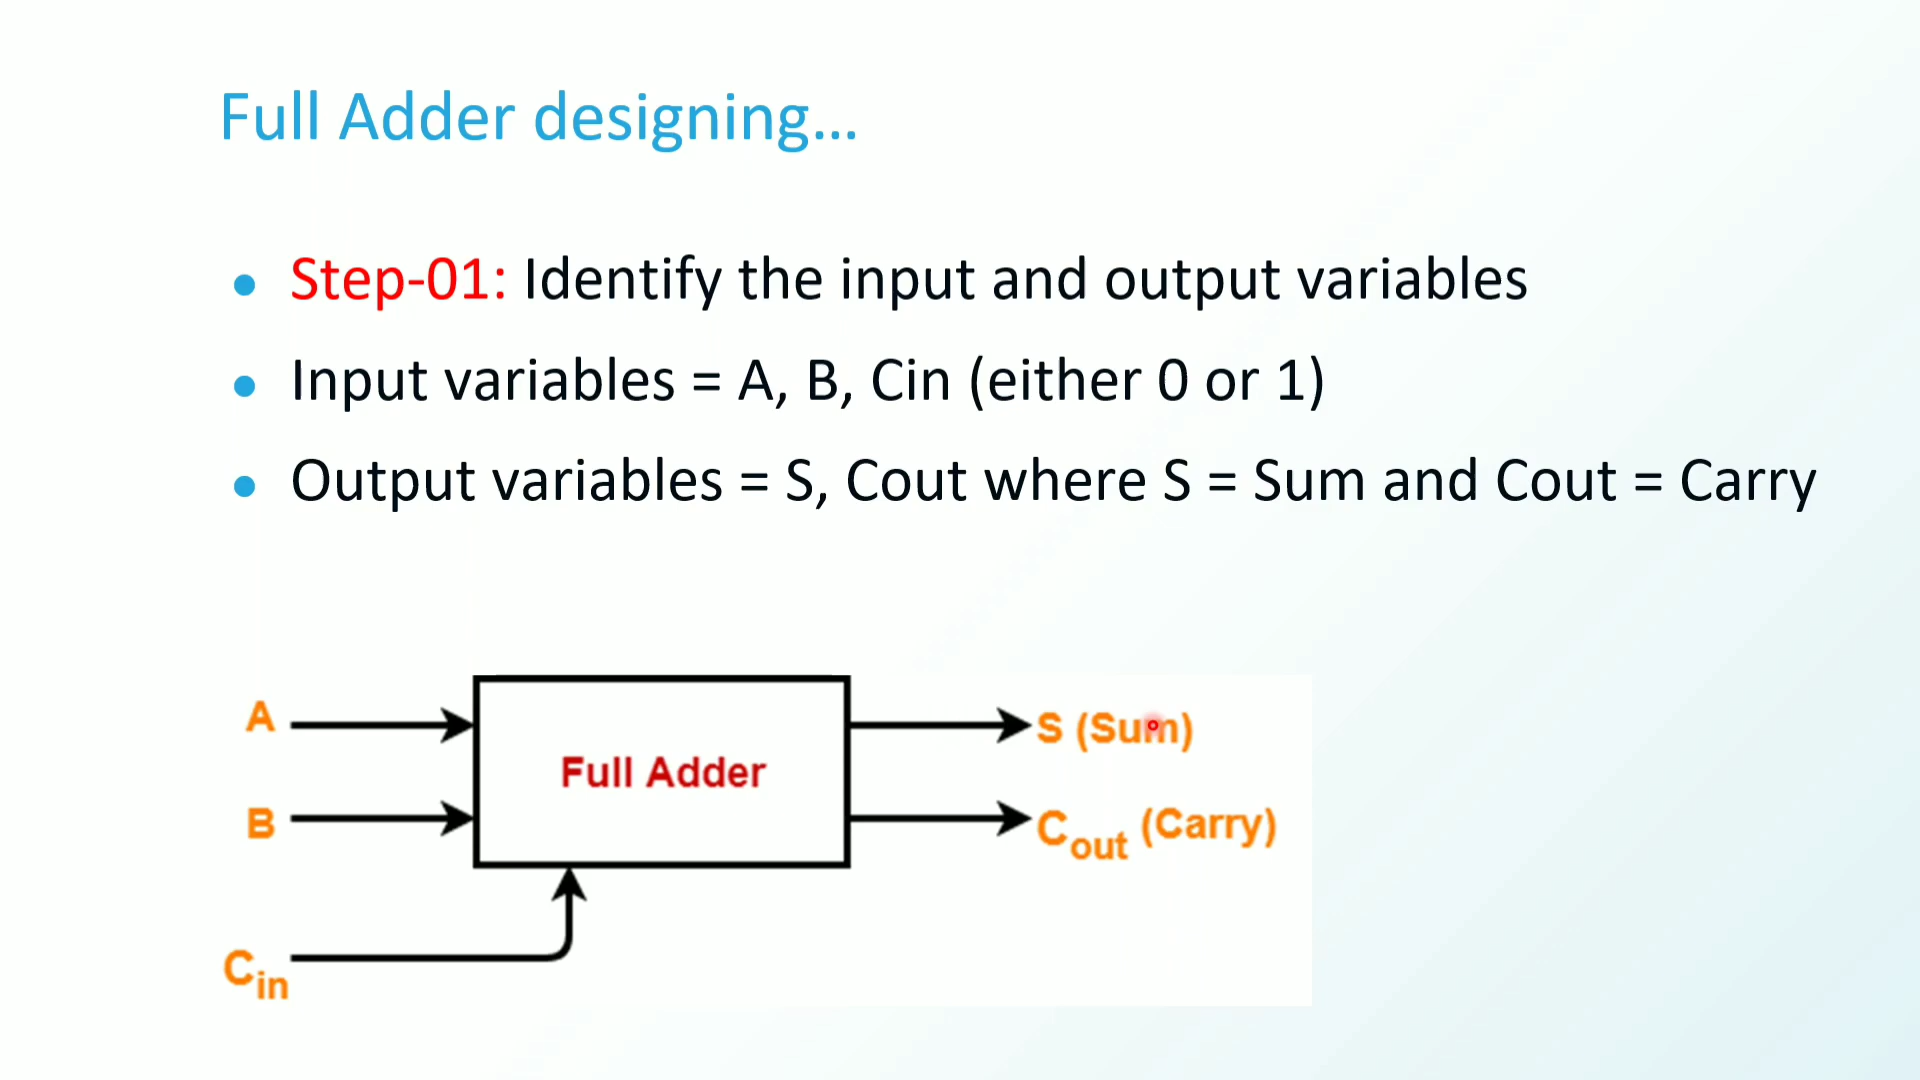 Full Adder designing...
Step-01: Identify the input and output variables
Input variables = A, B, Cin (either 0 or 1)
Output variables = S, Cout where S = Sum and Cout = Carry
A
S (Sum)
Full Adder
B
Cout (Carry)
Cin